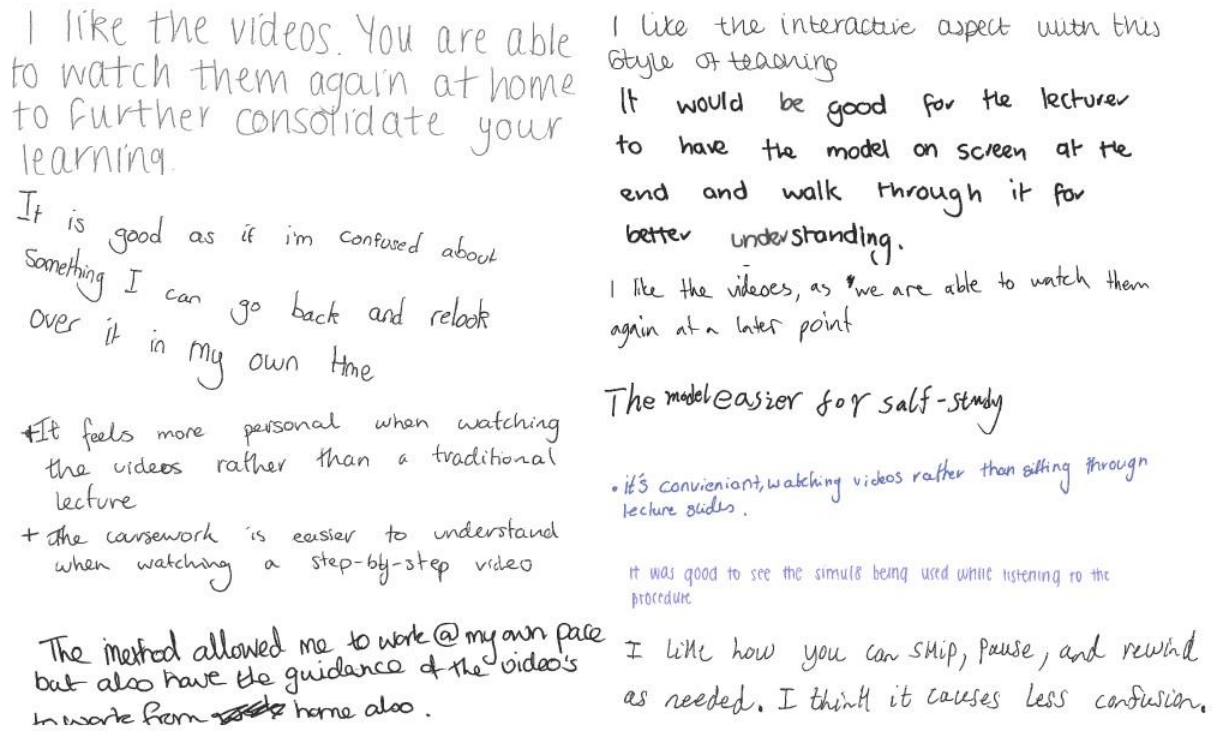 I like the videos. You are able
to watch them again at home
to further consolidate your
learning.
It is good as if i'm confused about
something I can go back and relook
over it in my own time
+It feels more personal when watching
the videos rather than a traditional
lecture
+ the coursework is easier to understand
when watching a step-by-step video
The method allowed me to work @ my own pace
but also have the guidance of the video's
to work from home also.
I like the interactive aspect with this
style of teaching
It would be good for the lecturer
to have the model on screen at the
end and walk through it for
better understanding.
I like the videoes, as we are able to watch them
again at a later point
The model easier for salf-study
• it's convieniant, watching videos rather than sitting through
lecture slides.
it was good to see the simul8 being used while listening to the
procedure
I like how you can skip, pause, and rewind
as needed. I think it causes less confusion.